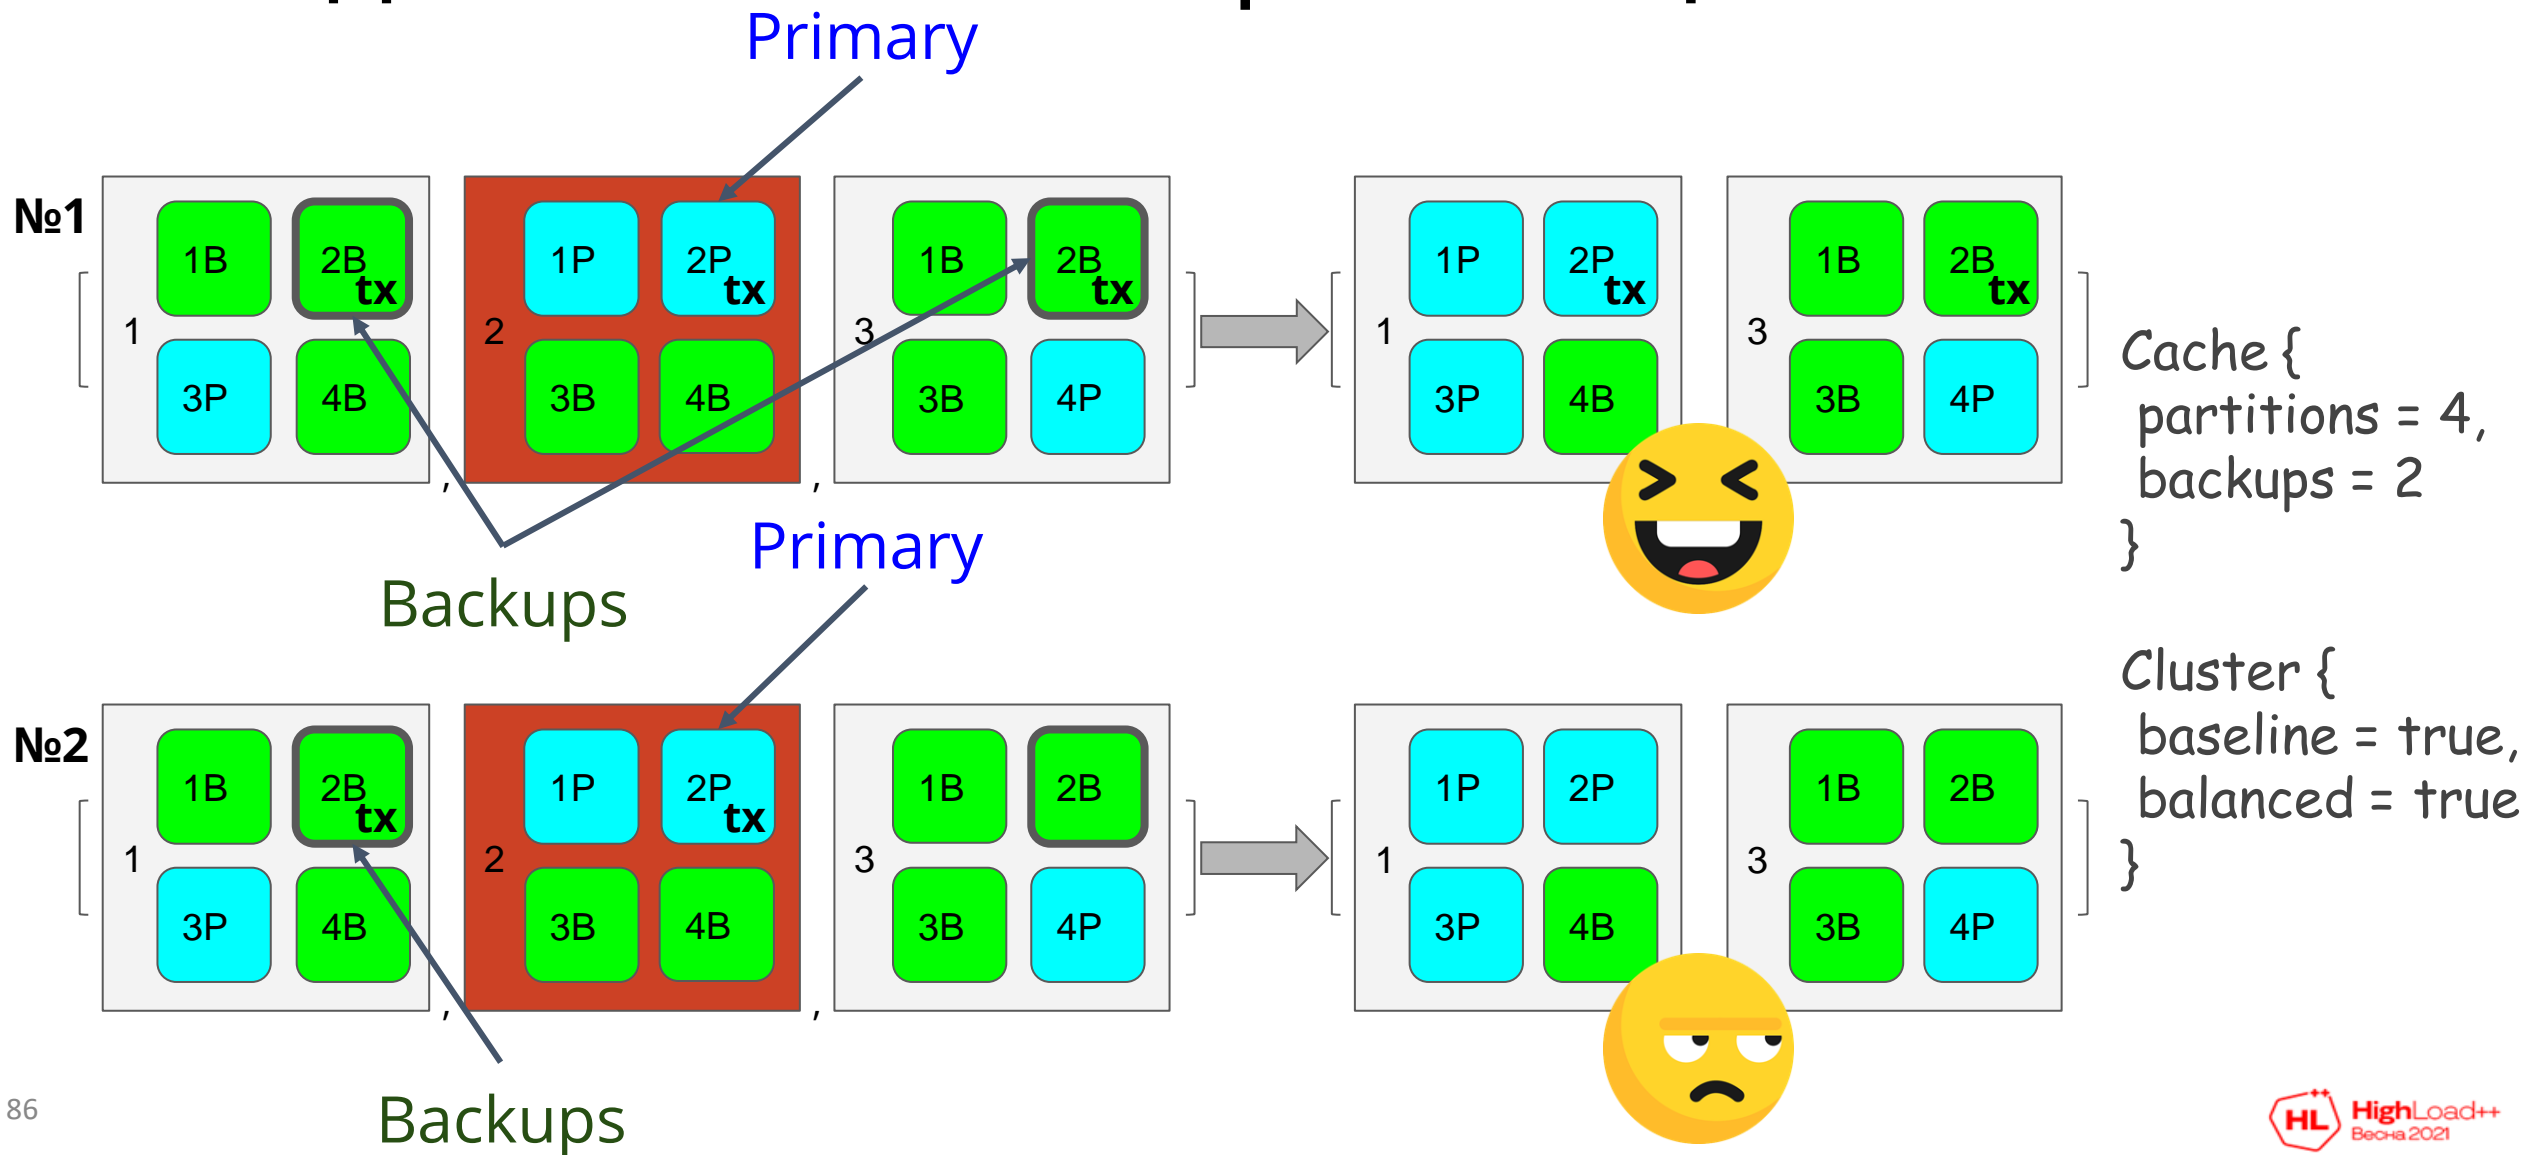 Primary
№1
1B 2B tx 1P 2P tx 1B 2B tx 1P 2P tx 1B 2B tx
1 2 3 1 3
3P 4B 3B 4B 3B 4P 3P 4B 3B 4P
, ,
Cache {
partitions = 4,
backups = 2
}
Backups
Primary
Cluster {
baseline = true,
balanced = true
}
№2
1B 2B tx 1P 2P tx 1B 2B 1P 2P 1B 2B
1 2 3 1 3
3P 4B 3B 4B 3B 4P 3P 4B 3B 4P
, ,
Backups
86
HL++
HighLoad++
Весна 2021